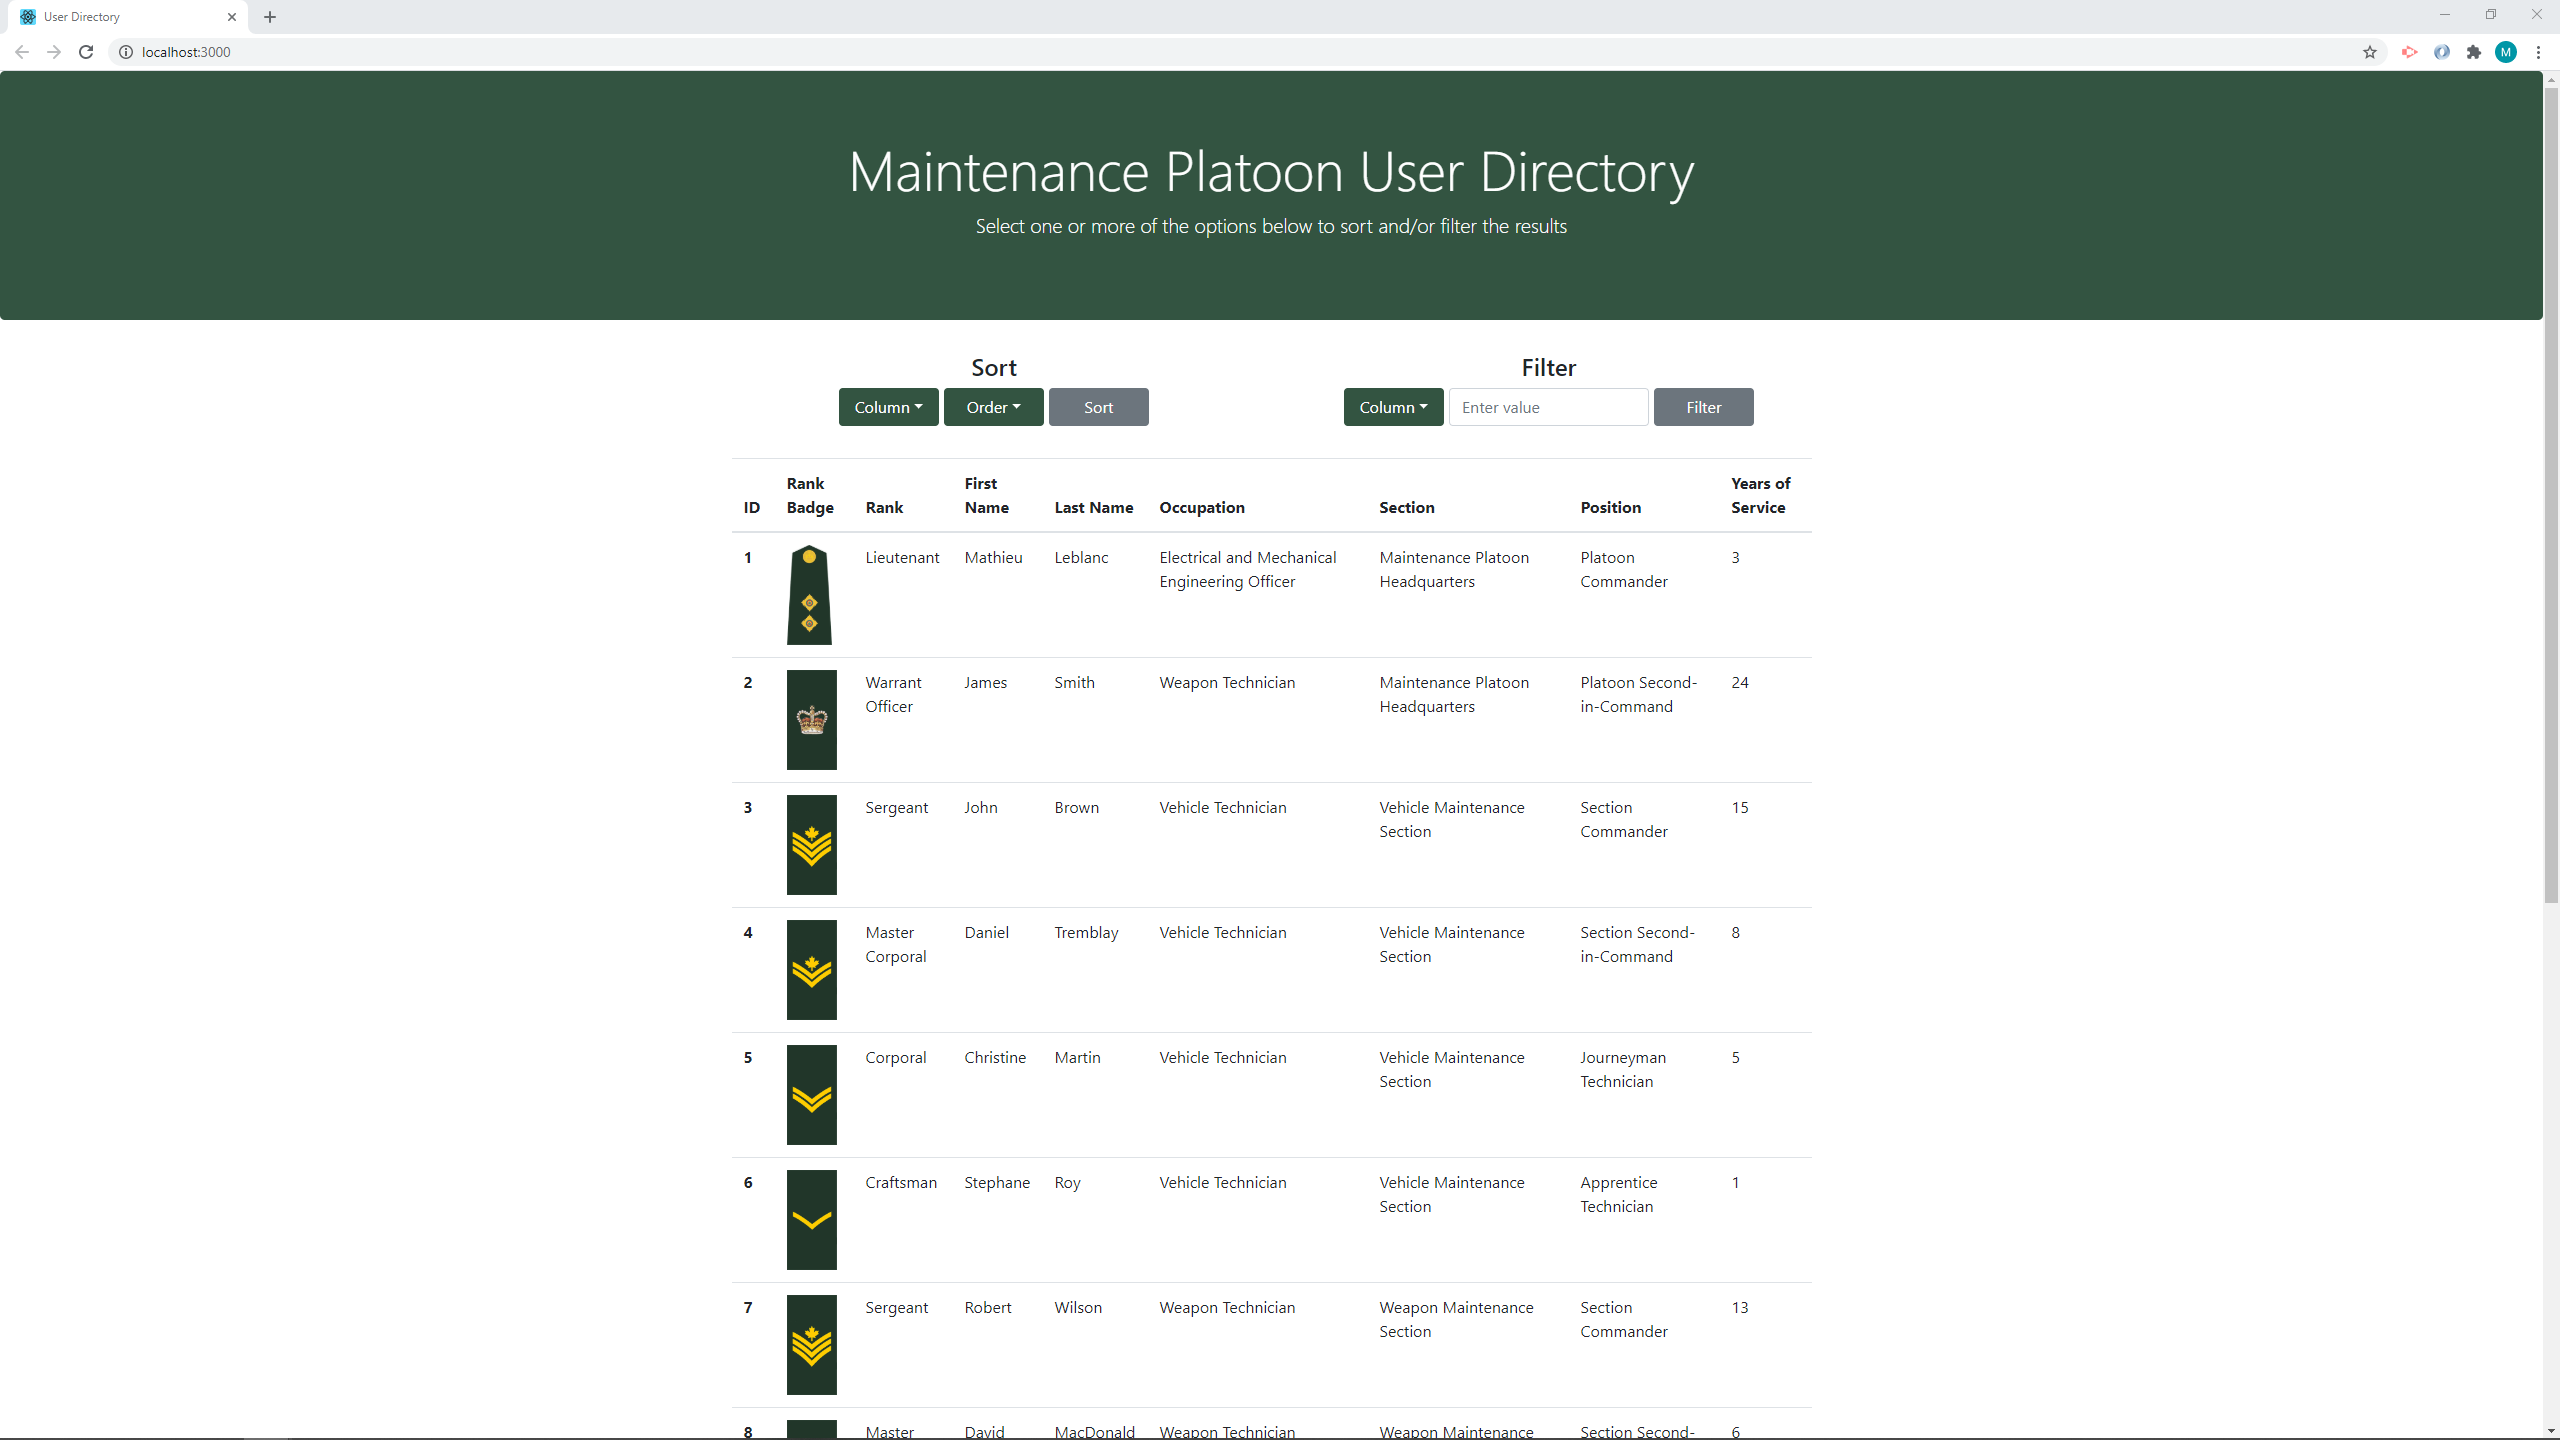 User Directory
localhost:3000
M
Maintenance Platoon User Directory
Select one or more of the options below to sort and/or filter the results
Sort
Filter
Column Order Sort
Column Enter value Filter
ID Rank Badge Rank First Name Last Name Occupation Section Position Years of Service
1 Lieutenant Mathieu Leblanc Electrical and Mechanical Engineering Officer Maintenance Platoon Headquarters Platoon Commander 3
2 Warrant Officer James Smith Weapon Technician Maintenance Platoon Headquarters Platoon Second-in-Command 24
3 Sergeant John Brown Vehicle Technician Vehicle Maintenance Section Section Commander 15
4 Master Corporal Daniel Tremblay Vehicle Technician Vehicle Maintenance Section Section Second-in-Command 8
5 Corporal Christine Martin Vehicle Technician Vehicle Maintenance Section Journeyman Technician 5
6 Craftsman Stephane Roy Vehicle Technician Vehicle Maintenance Section Apprentice Technician 1
7 Sergeant Robert Wilson Weapon Technician Weapon Maintenance Section Section Commander 13
8 Master David MacDonald Weapon Technician Weapon Maintenance Section Second- 6